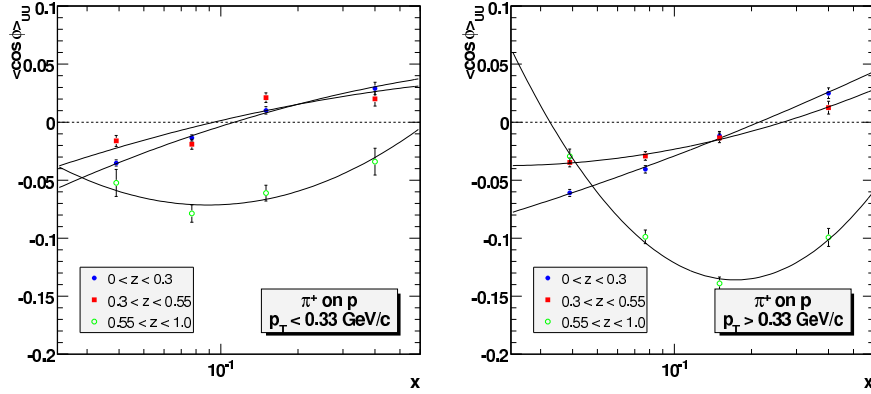 <cos ϕ>UU
0.1
0.05
0
-0.05
-0.1
-0.15
-0.2
0 < z < 0.3
0.3 < z < 0.55
0.55 < z < 1.0
π+ on p
pT < 0.33 GeV/c
10-1
x
<cos ϕ>UU
0.1
0.05
0
-0.05
-0.1
-0.15
-0.2
0 < z < 0.3
0.3 < z < 0.55
0.55 < z < 1.0
π+ on p
pT > 0.33 GeV/c
10-1
x